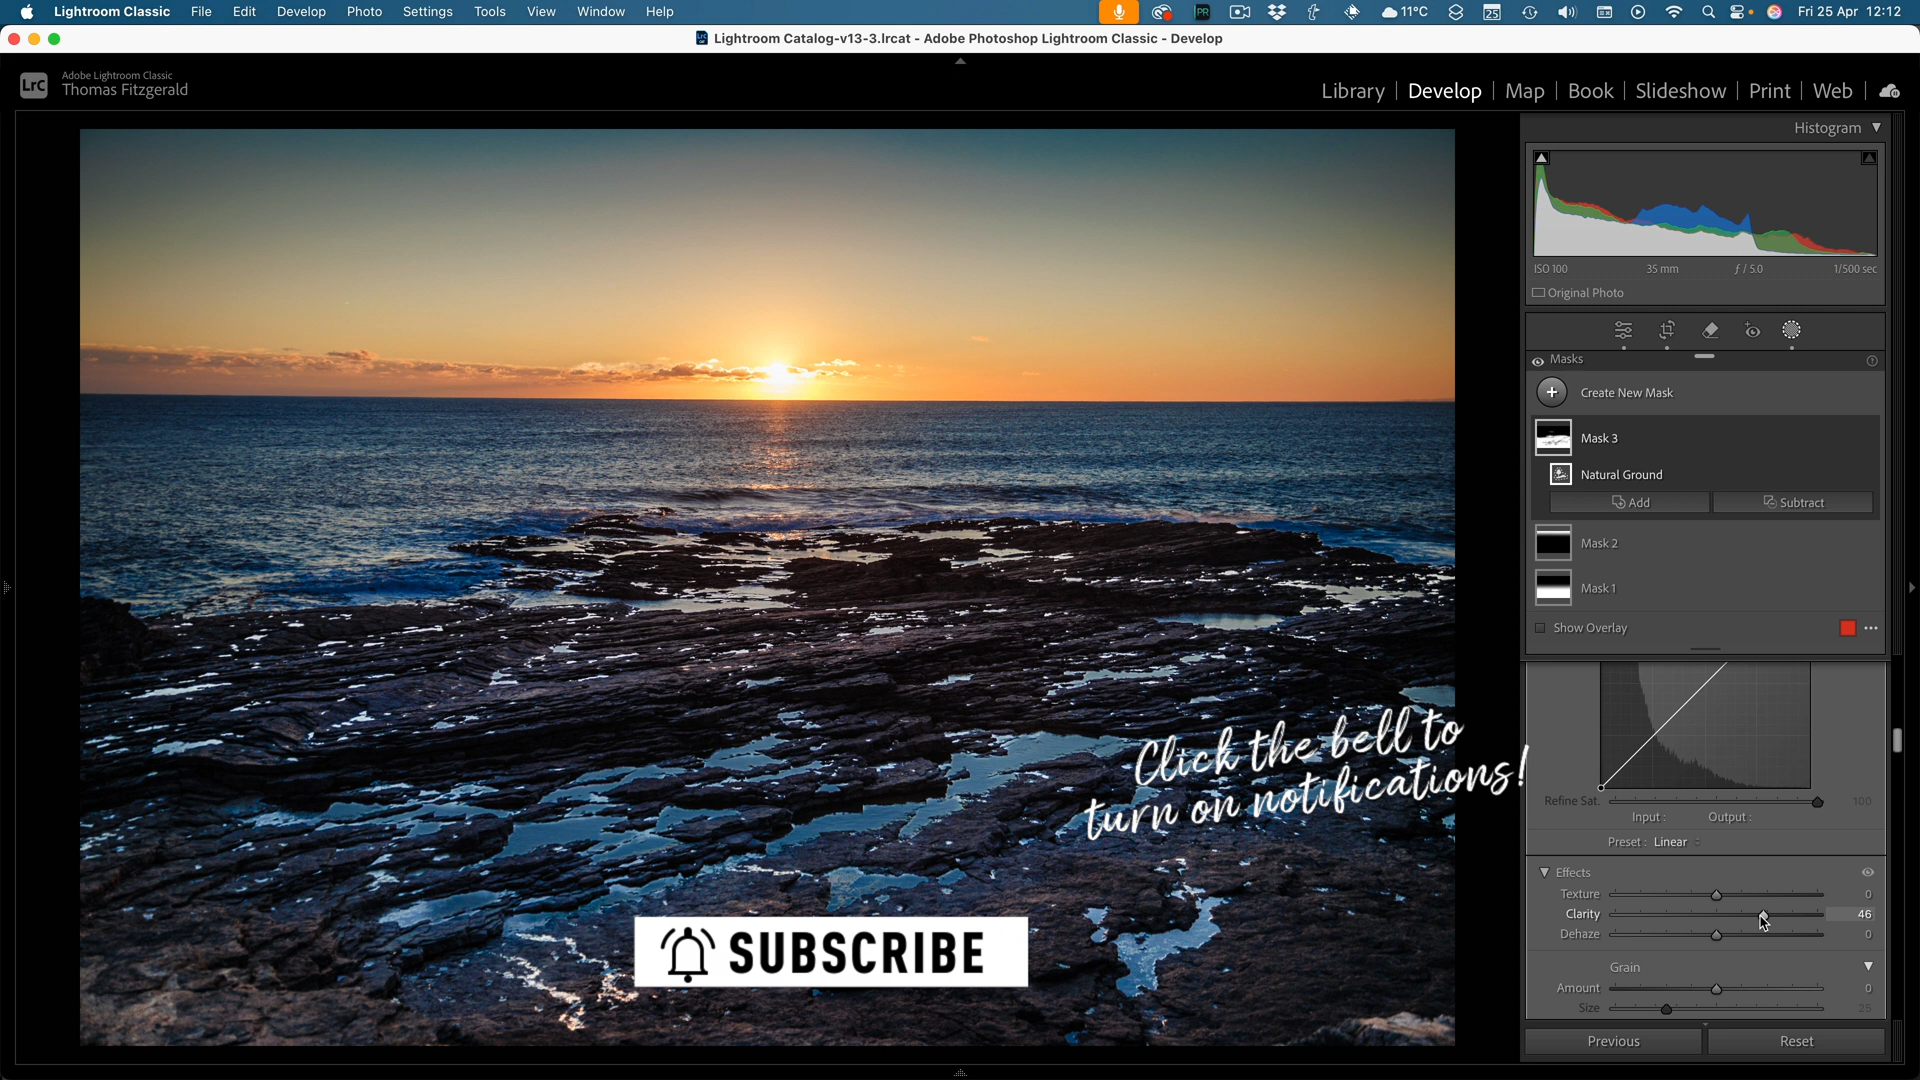 Lightroom Classic File Edit Develop Photo Settings Tools View Window Help PR 11°C 25 Fri 25 Apr 12:12
Lightroom Catalog-v13-3.lrcat - Adobe Photoshop Lightroom Classic - Develop
LrC
Adobe Lightroom Classic
Thomas Fitzgerald
Library Develop Map Book Slideshow Print Web
Histogram
ISO 100 35 mm ƒ / 5.0 1/500 sec
Original Photo
Masks
Create New Mask
Mask 3
Natural Ground
Add Subtract
Mask 2
Mask 1
Show Overlay
Refine Sat. 100
Input : Output :
Preset : Linear
Effects
Texture 0
Clarity 46
Dehaze 0
Grain
Amount 0
Size 25
Previous Reset
Click the bell to
turn on notifications!
SUBSCRIBE